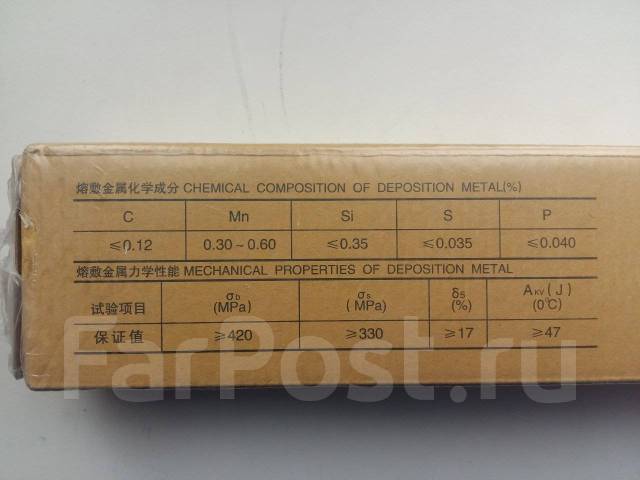 熔敷金属化学成分 CHEMICAL COMPOSITION OF DEPOSITION METAL(%)
C Mn Si S P
≤0.12 0.30~0.60 ≤0.35 ≤0.035 ≤0.040
熔敷金属力学性能 MECHANICAL PROPERTIES OF DEPOSITION METAL
试验项目 σb (MPa) σs (MPa) δ5 (%) AKV(J) (0℃)
保证值 ≥420 ≥330 ≥17 ≥47
FarPost.ru